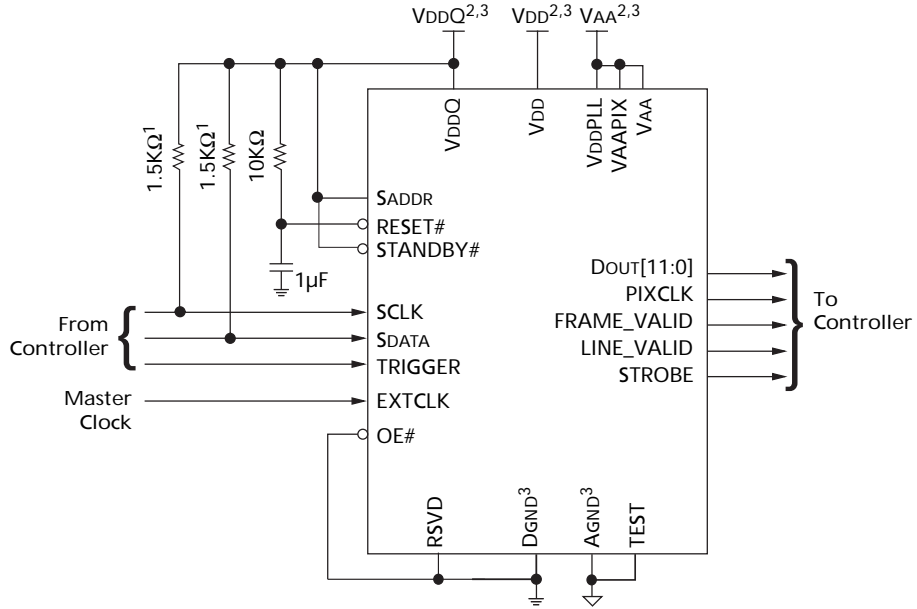 VDDQ2,3
VDD2,3
VAA2,3
1.5KΩ1
1.5KΩ1
10KΩ
VDDQ
VDD
VDDPLL
VAAPIX
VAA
SADDR
RESET#
STANDBY#
1μF
From
Controller
SCLK
SDATA
TRIGGER
Master
Clock
EXTCLK
OE#
DOUT[11:0]
PIXCLK
FRAME_VALID
LINE_VALID
STROBE
To
Controller
RSVD
DGND3
AGND3
TEST